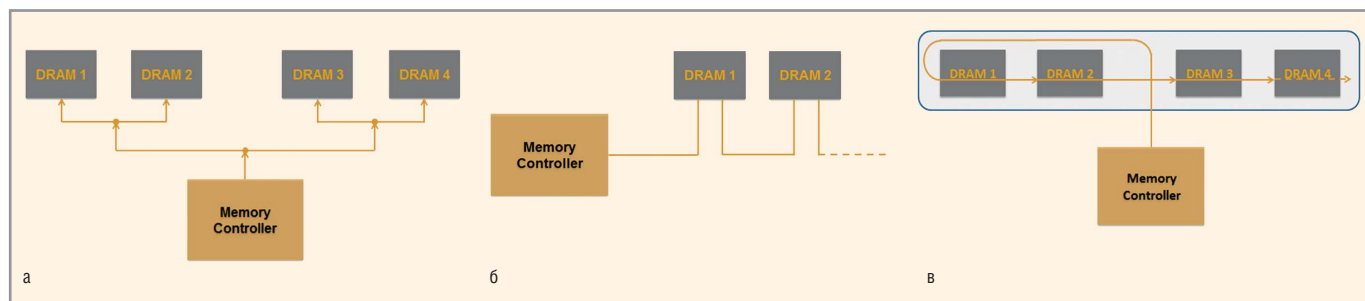 DRAM 1 DRAM 2 DRAM 3 DRAM 4
Memory
Controller
а
DRAM 1 DRAM 2
Memory
Controller
б
DRAM 1 DRAM 2 DRAM 3 DRAM 4
Memory
Controller
в